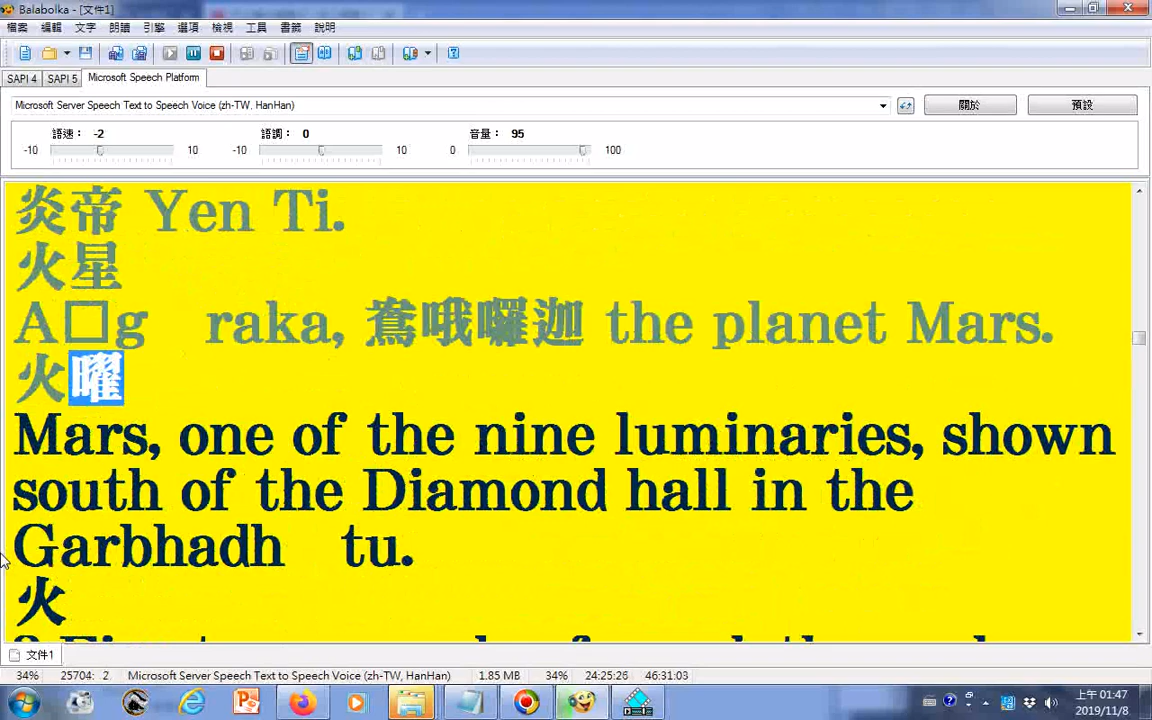 Balabolka - [文件1]
檔案 編輯 文字 朗讀 引擎 選項 檢視 工具 書籤 說明
SAPI 4 SAPI 5 Microsoft Speech Platform
Microsoft Server Speech Text to Speech Voice (zh-TW, HanHan) 關於 預設
語速: -2 語調: 0 音量: 95
-10 10 -10 10 0 100
炎帝 Yen Ti.
火星
A□g raka, 鴦哦囉迦 the planet Mars.
火曜
Mars, one of the nine luminaries, shown
south of the Diamond hall in the
Garbhadh tu.
火
文件1
34% 25704: 2 Microsoft Server Speech Text to Speech Voice (zh-TW, HanHan) 1.85 MB 34% 24:25:26 46:31:03
上午 01:47
2019/11/8